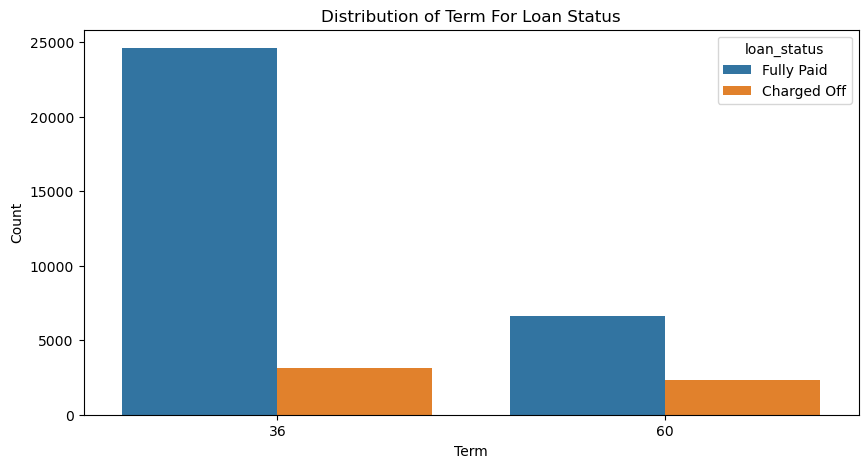 Distribution of Term For Loan Status
loan_status
Fully Paid
Charged Off
Count
25000
20000
15000
10000
5000
0
36
60
Term